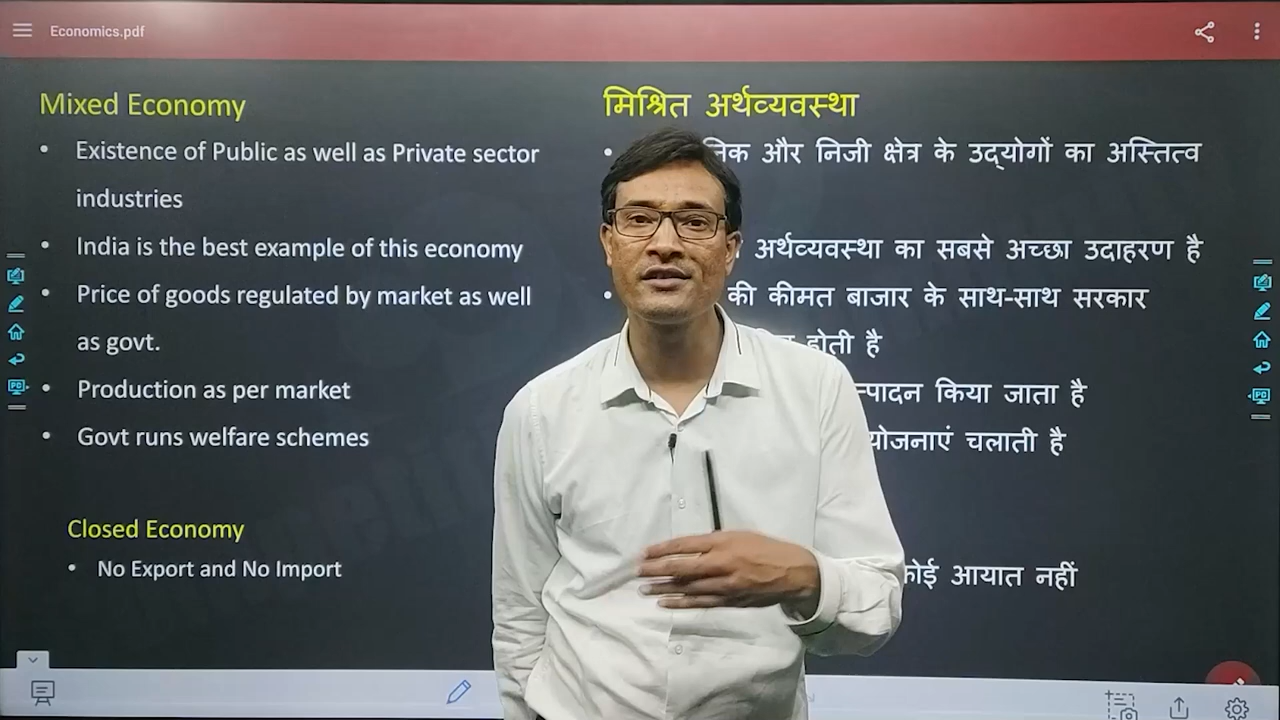 Economics.pdf
Mixed Economy
• Existence of Public as well as Private sector
industries
• India is the best example of this economy
• Price of goods regulated by market as well
as govt.
• Production as per market
• Govt runs welfare schemes
Closed Economy
• No Export and No Import
मिश्रित अर्थव्यवस्था
• और निजी क्षेत्र के उद्योगों का अस्तित्व
अर्थव्यवस्था का सबसे अच्छा उदाहरण है
• की कीमत बाजार के साथ-साथ सरकार
होती है
किया जाता है
योजनाएं चलाती है
कोई आयात नहीं